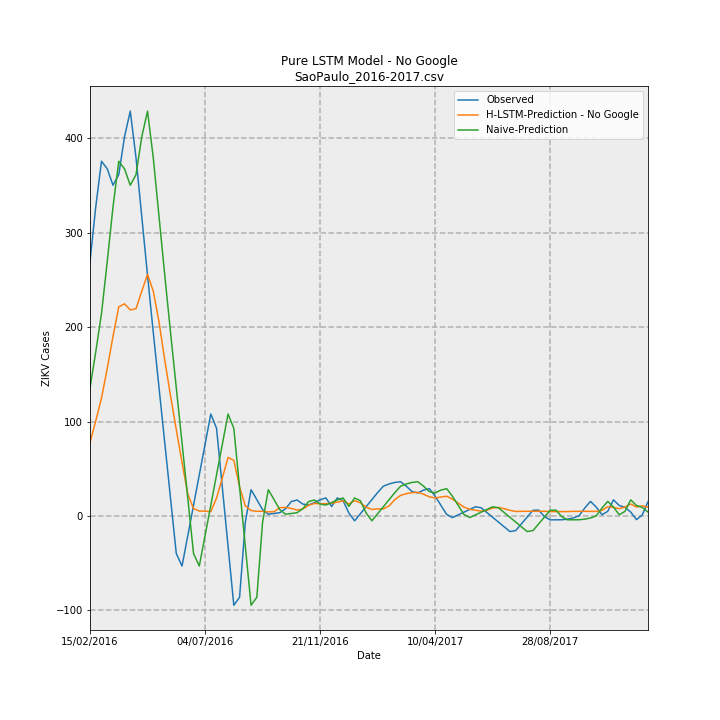 Pure LSTM Model - No Google
SaoPaulo_2016-2017.csv
Observed
H-LSTM-Prediction - No Google
Naive-Prediction
ZIKV Cases
400
300
200
100
0
−100
15/02/2016
04/07/2016
21/11/2016
10/04/2017
28/08/2017
Date